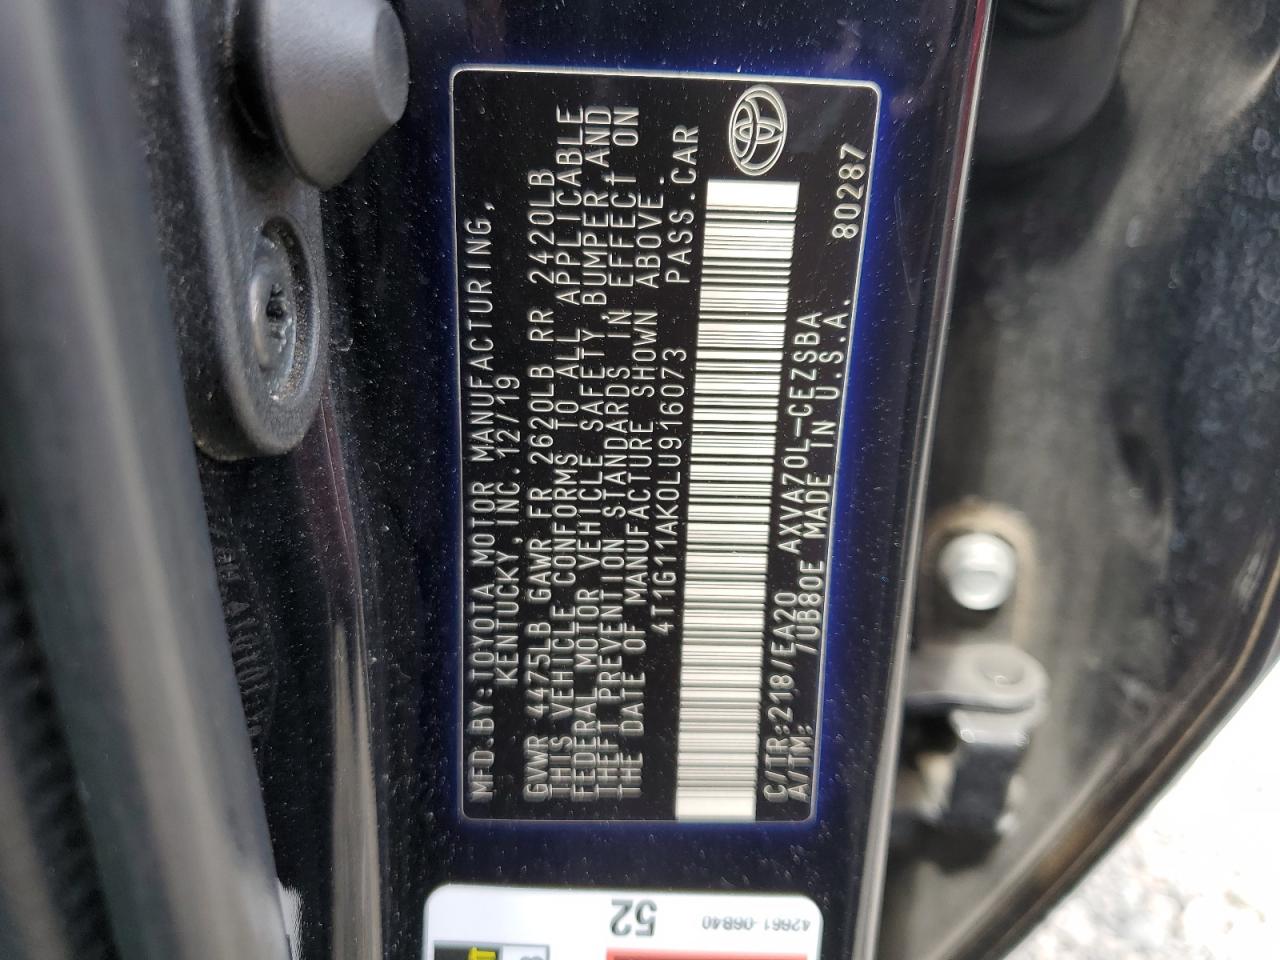 MFD.BY:TOYOTA MOTOR MANUFACTURING,
KENTUCKY,INC.12/19
GVWR 4475LB GAWR FR 2620LB RR 2420LB
THIS VEHICLE CONFORMS TO ALL APPLICABLE
FEDERAL MOTOR VEHICLE SAFETY,BUMPER,AND
THEFT PREVENTION STANDARDS IN EFFECT ON
THE DATE OF MANUFACTURE SHOWN ABOVE.
4T1G11AK0LU916073 PASS.CAR
C/TR:218/EA20 AXVA70L-CEZSBA
A/TM: /UB80E MADE IN U.S.A. 80287
52
42661-06B40